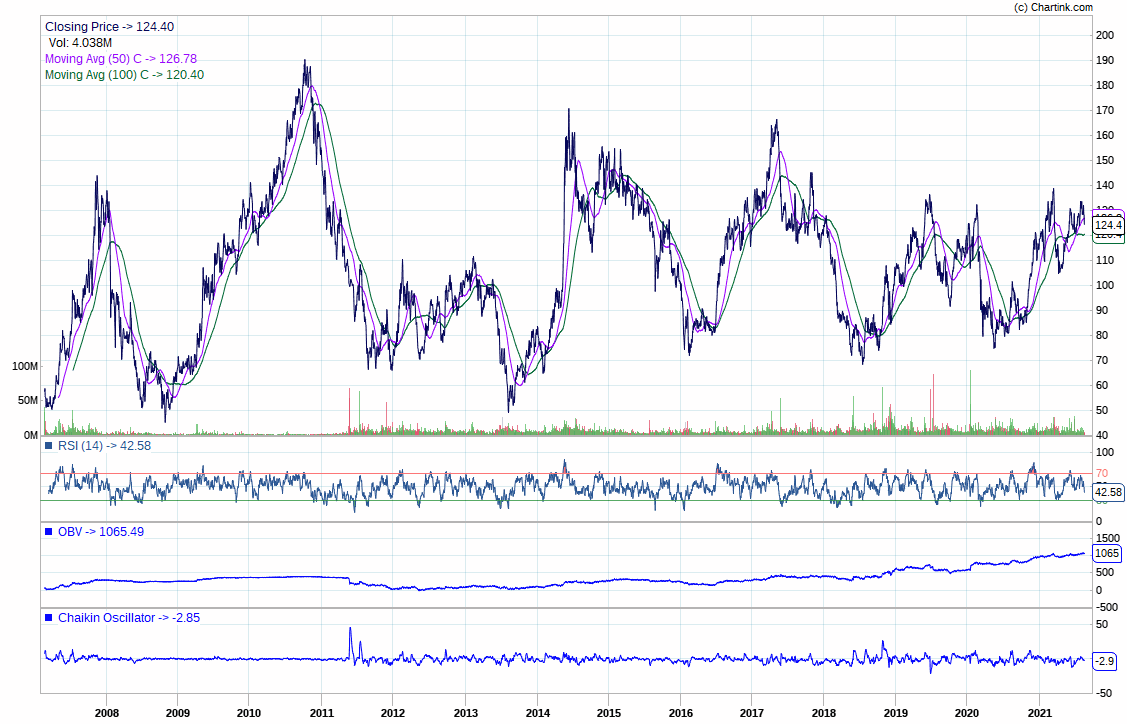 (c) Chartink.com
Closing Price -> 124.40
Vol: 4.038M
Moving Avg (50) C -> 126.78
Moving Avg (100) C -> 120.40
200
190
180
170
160
150
140
130
124.4
110
100
90
80
70
60
50
40
100M
50M
0M
RSI (14) -> 42.58
100
70
42.58
0
OBV -> 1065.49
1500
1065
500
0
-500
Chaikin Oscillator -> -2.85
50
-2.9
-50
2008 2009 2010 2011 2012 2013 2014 2015 2016 2017 2018 2019 2020 2021